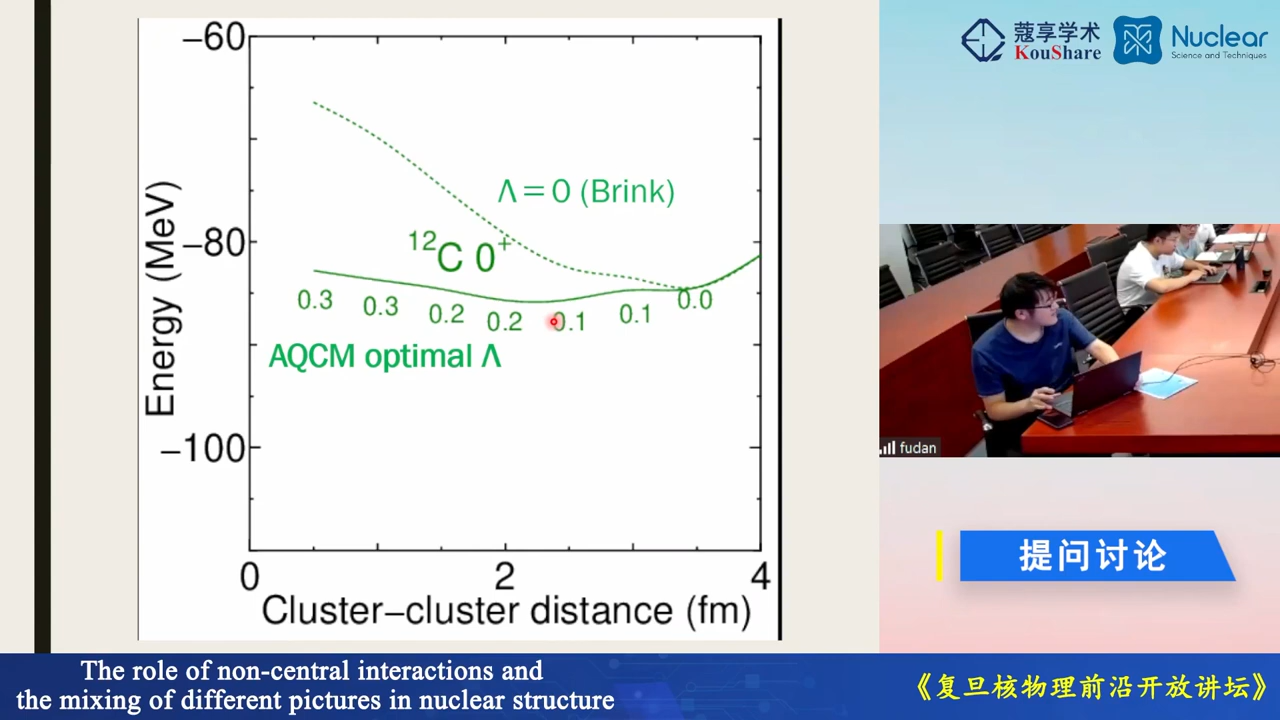 −60
−80
−100
Energy (MeV)
Λ = 0 (Brink)
¹²C 0⁺
0.3 0.3 0.2 0.2 0.1 0.1 0.0
AQCM optimal Λ
0 2 4
Cluster−cluster distance (fm)
蔻享学术
KouShare
Nuclear
Science and Techniques
fudan
提问讨论
The role of non-central interactions and
the mixing of different pictures in nuclear structure
《复旦核物理前沿开放讲坛》